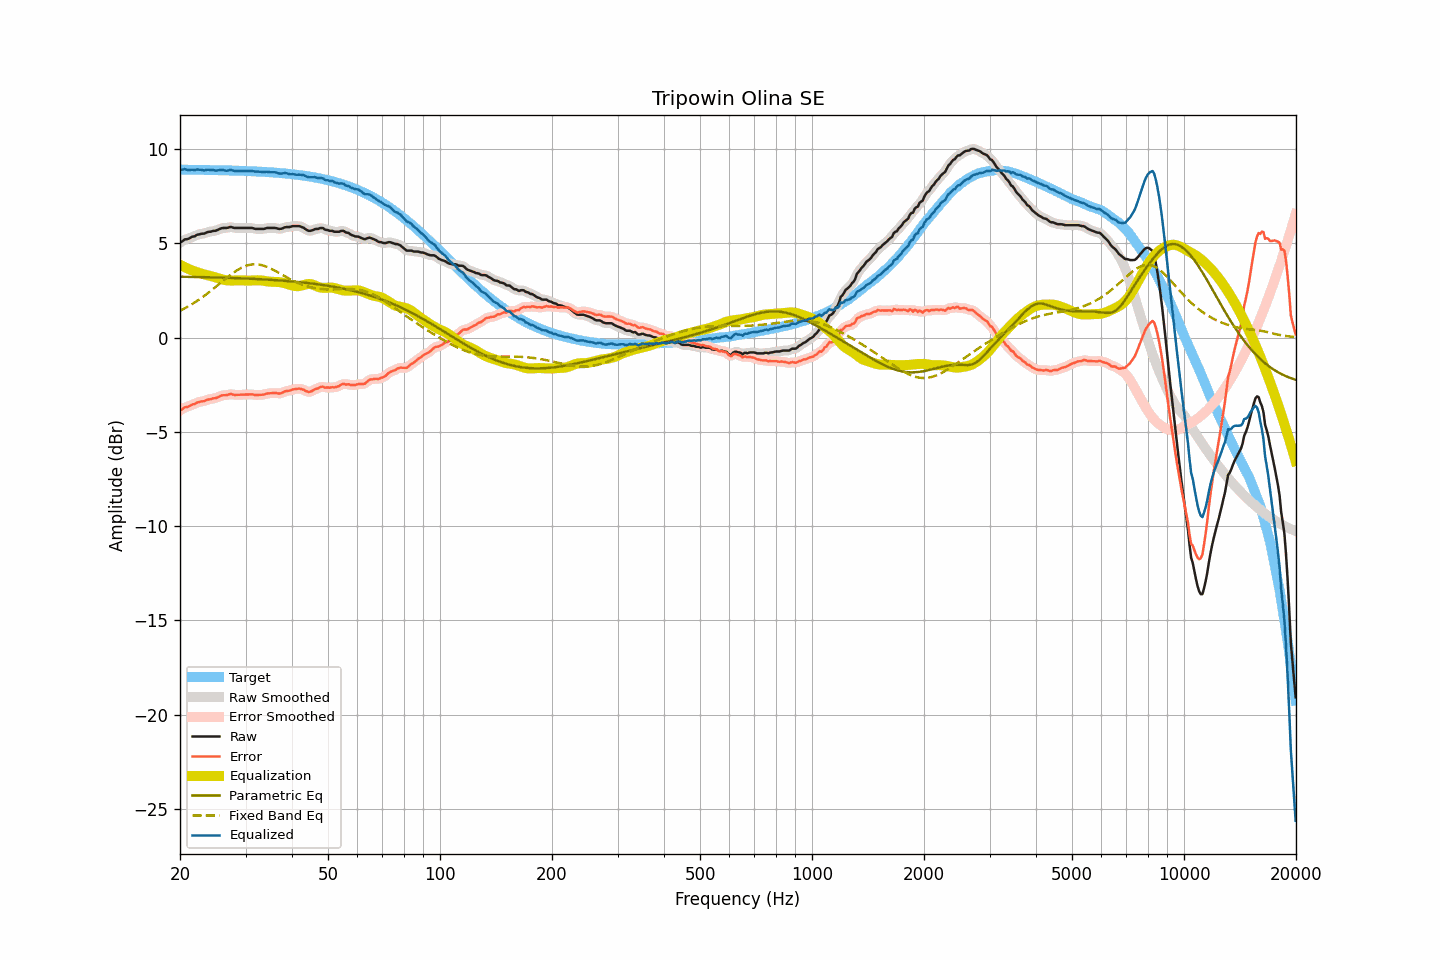 Tripowin Olina SE
10
5
0
−5
−10
−15
−20
−25
Amplitude (dBr)
Target
Raw Smoothed
Error Smoothed
Raw
Error
Equalization
Parametric Eq
Fixed Band Eq
Equalized
20 50 100 200 500 1000 2000 5000 10000 20000
Frequency (Hz)